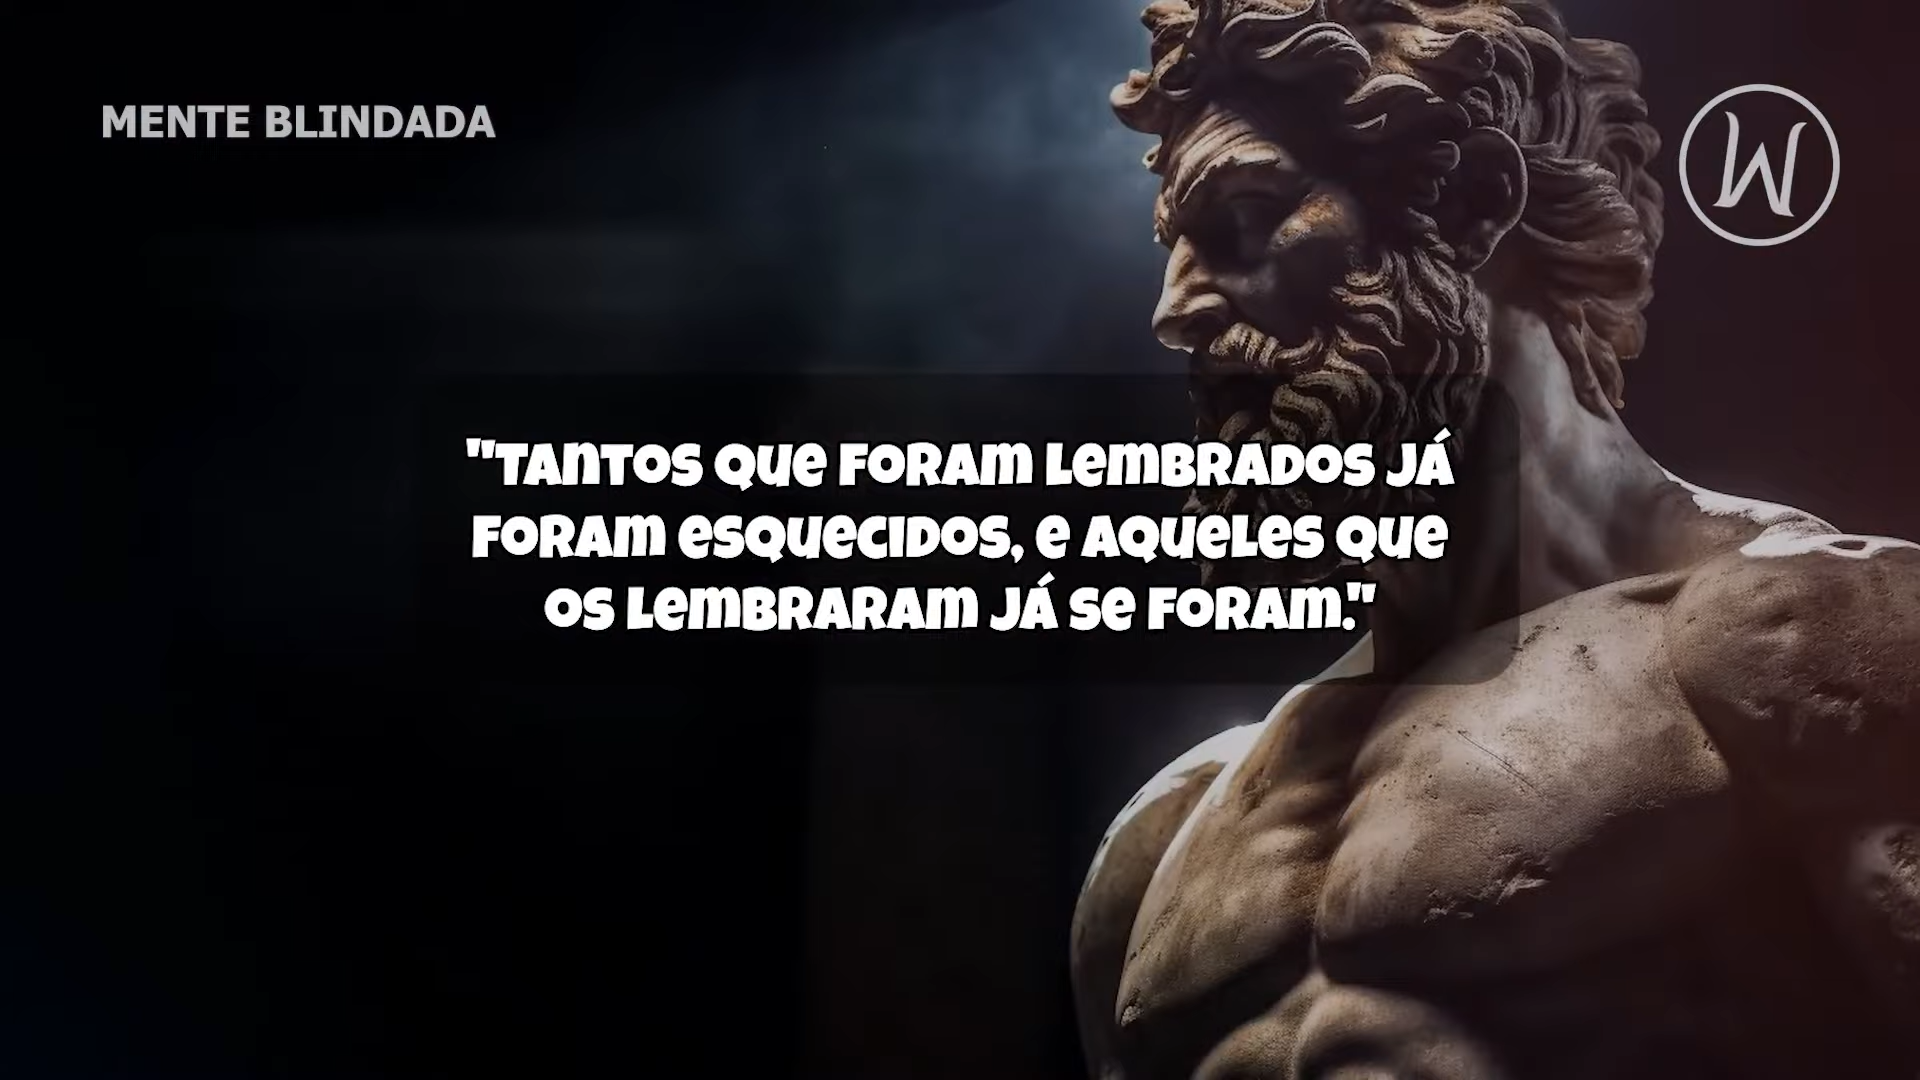 MENTE BLINDADA
W
"TANTOS QUE FORAM LEMBRADOS JÁ
FORAM ESQUECIDOS, E AQUELES QUE
OS LEMBRARAM JÁ SE FORAM."